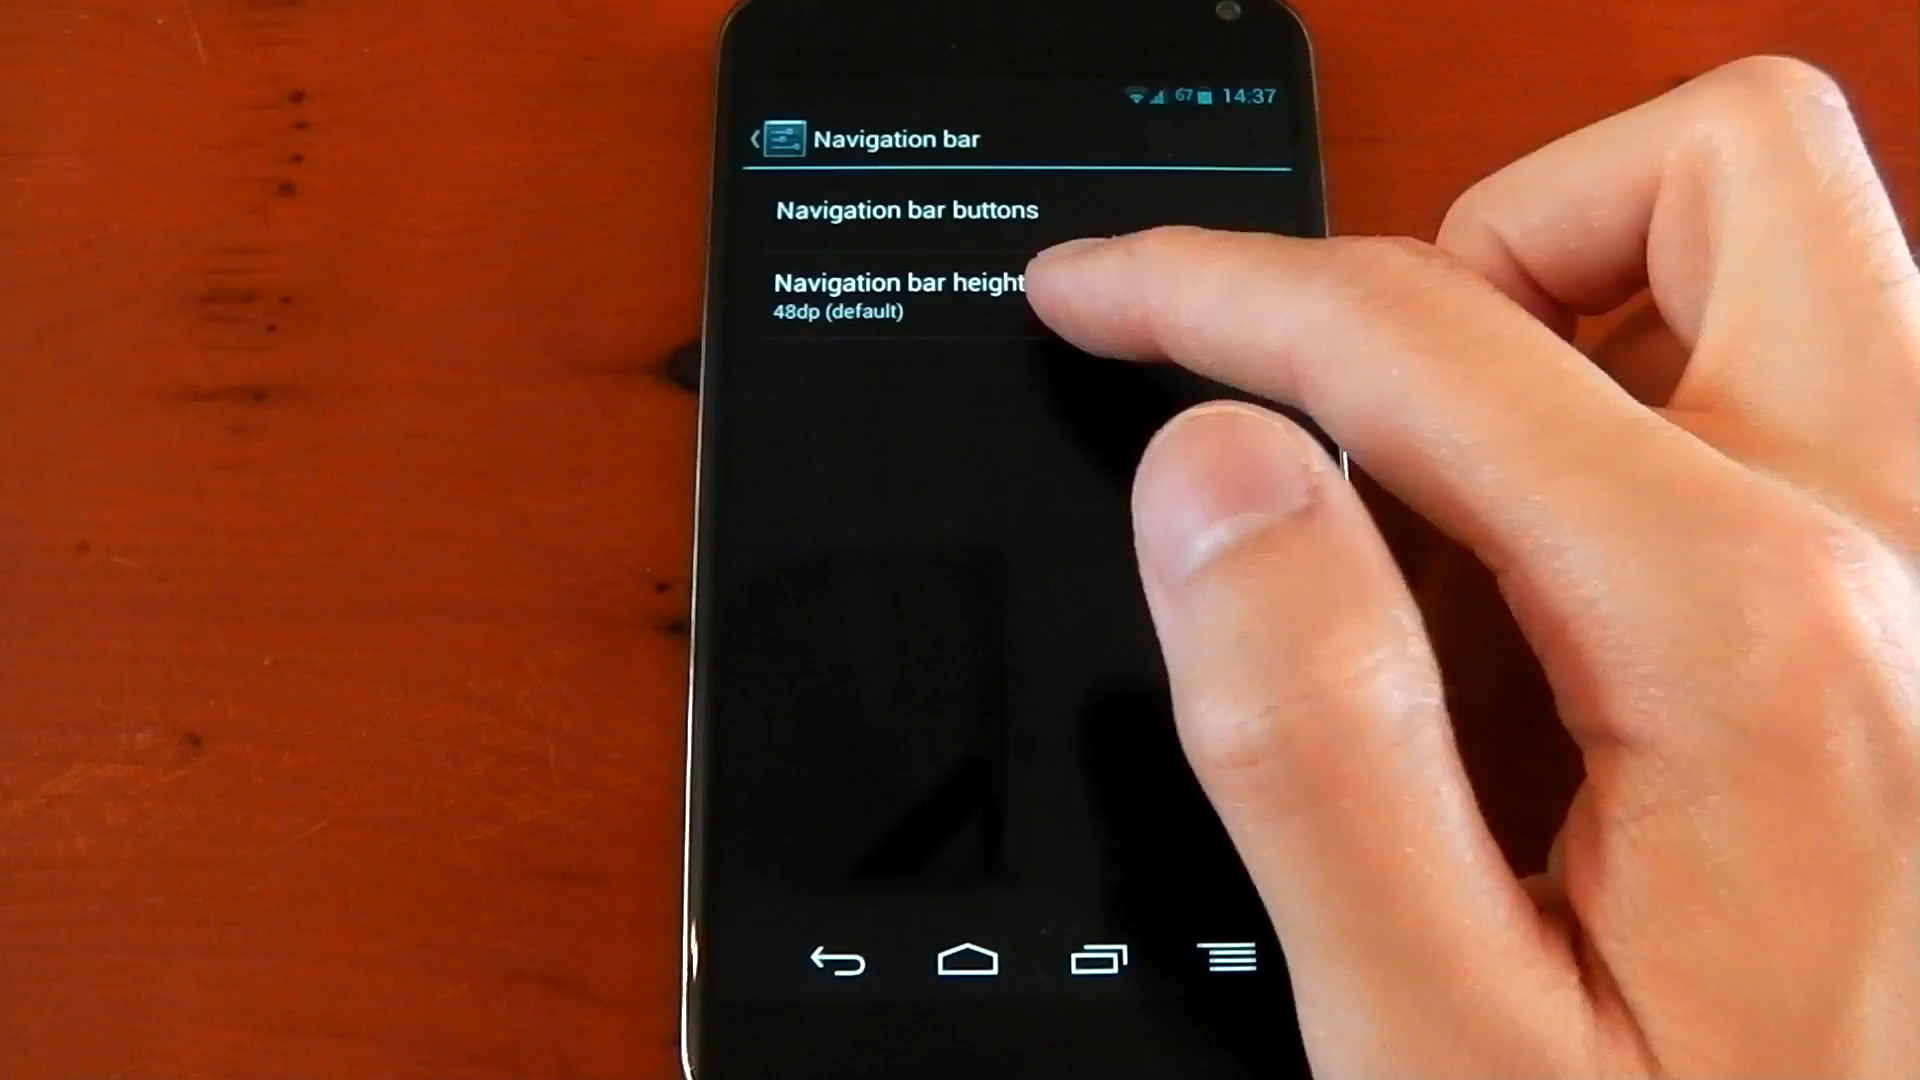 67 14:37
Navigation bar
Navigation bar buttons
Navigation bar height
48dp (default)